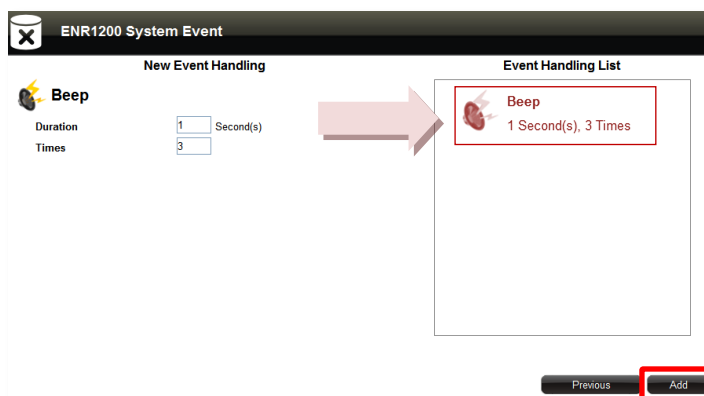 ENR1200 System Event
New Event Handling
Event Handling List
Beep
Duration 1 Second(s)
Times 3
Beep
1 Second(s), 3 Times
Previous Add